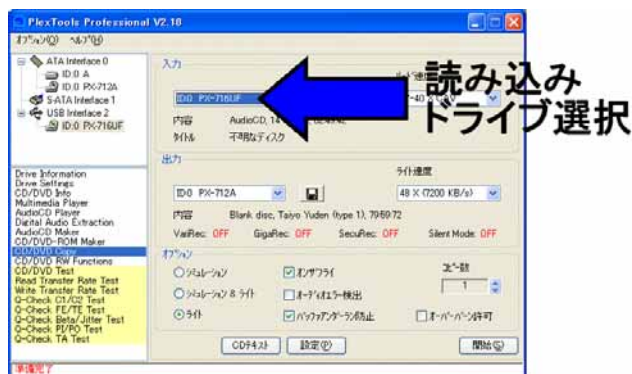 PlexTools Professional V2.18
オプション(O) ヘルプ(H)
ATA Interface 0
ID:0 A
ID:0 PX-712A
S-ATA Interface 1
USB Interface 2
ID:0 PX-716UF
Drive Information
Drive Settings
CD/DVD Info
Multimedia Player
AudioCD Player
Digital Audio Extraction
AudioCD Maker
CD/DVD-ROM Maker
CD/DVD Copy
CD/DVD RW Functions
CD/DVD Test
Read Transfer Rate Test
Write Transfer Rate Test
Q-Check C1/C2 Test
Q-Check FE/TE Test
Q-Check Beta/Jitter Test
Q-Check PI/PO Test
Q-Check TA Test
入力
ID:0 PX-716UF
内容 AudioCD, 14
タイトル 不明なディスク
読み込み
ドライブ選択
出力
ライト速度
ID:0 PX-712A
48 X (7200 KB/s)
内容 Blank disc, Taiyo Yuden (type 1), 79:59:72
VariRec: OFF GigaRec: OFF SecuRec: OFF Silent Mode: OFF
オプション
シミュレーション
オンザフライ
コピー数
1
シミュレーション & ライト
オーディオエラー検出
ライト
バッファアンダーラン防止
オーバーバーン許可
CDテキスト
設定(P)
開始(G)
準備完了